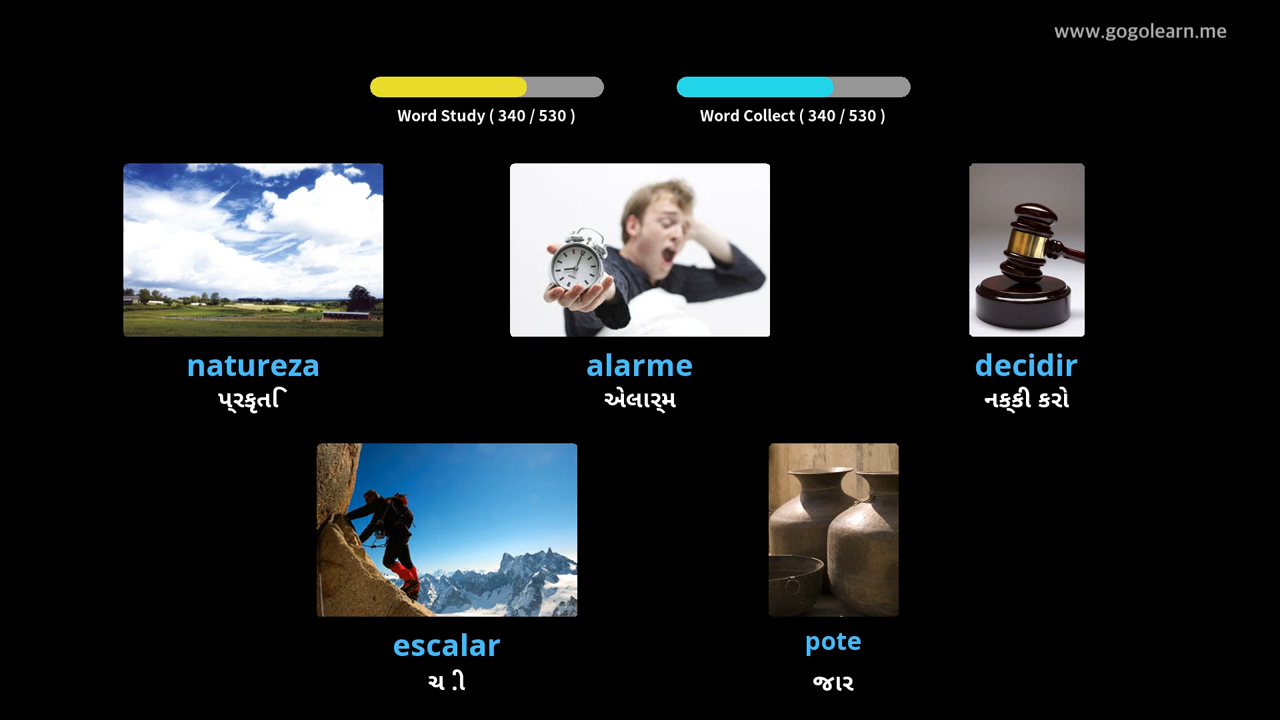 www.gogolearn.me
Word Study ( 340 / 530 )
Word Collect ( 340 / 530 )
natureza
પ્રકૃતિ
alarme
એલાર્મ
decidir
નક્કી કરો
escalar
ચ .ી
pote
જાર